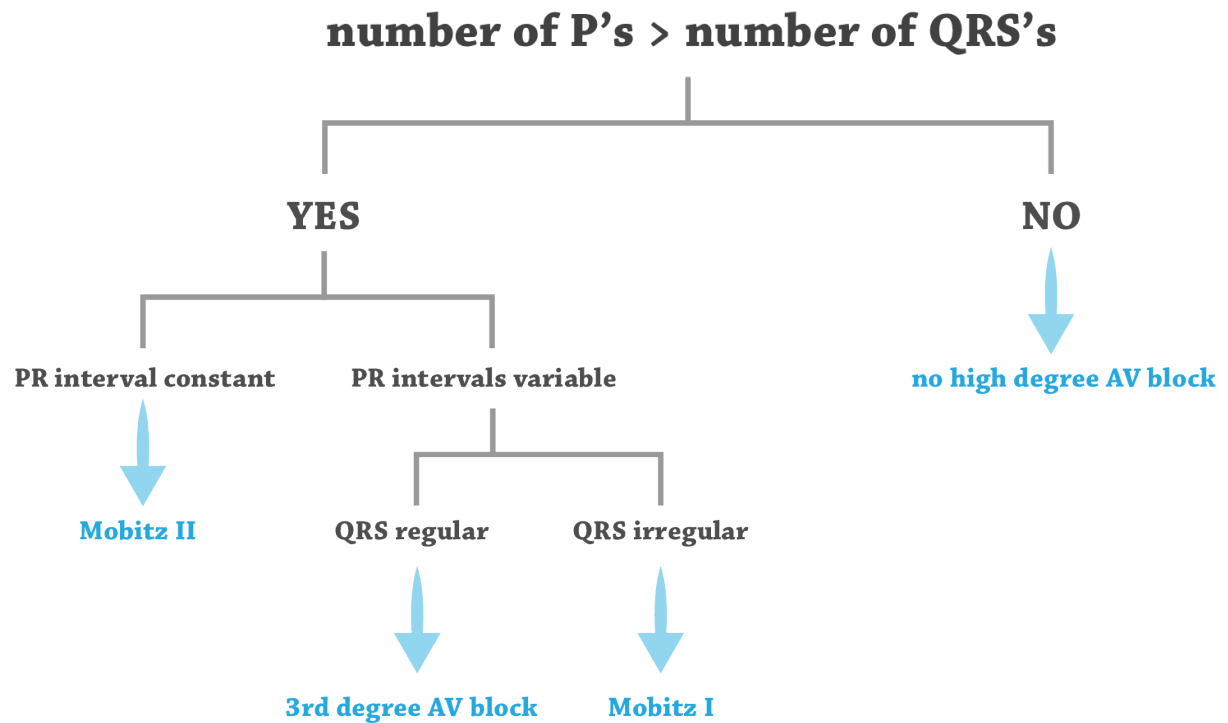 number of P’s > number of QRS’s
YES
NO
PR interval constant
PR intervals variable
no high degree AV block
Mobitz II
QRS regular
QRS irregular
3rd degree AV block
Mobitz I